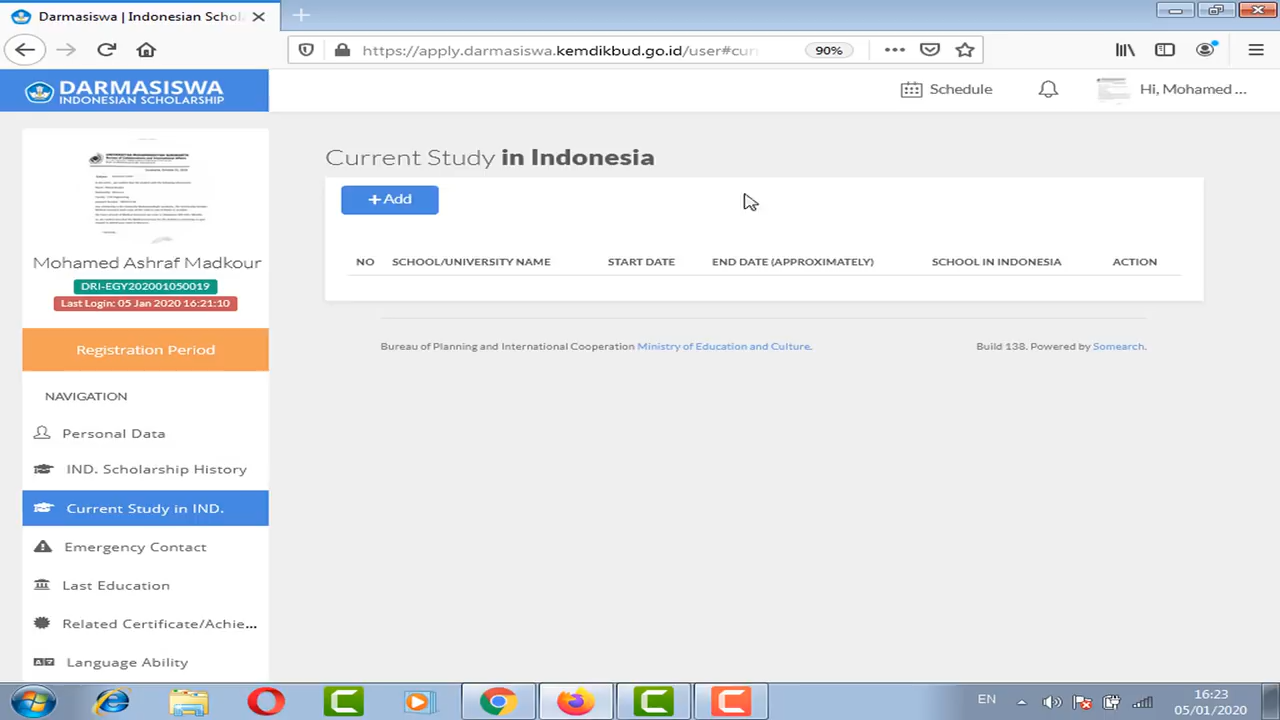 Darmasiswa | Indonesian Schol
https://apply.darmasiswa.kemdikbud.go.id/user#cur
90%
DARMASISWA
INDONESIAN SCHOLARSHIP
Schedule
Hi, Mohamed ...
Mohamed Ashraf Madkour
DRI-EGY202001050019
Last Login: 05 Jan 2020 16:21:10
Registration Period
NAVIGATION
Personal Data
IND. Scholarship History
Current Study in IND.
Emergency Contact
Last Education
Related Certificate/Achie...
Language Ability
Current Study in Indonesia
+ Add
NO SCHOOL/UNIVERSITY NAME START DATE END DATE (APPROXIMATELY) SCHOOL IN INDONESIA ACTION
Bureau of Planning and International Cooperation Ministry of Education and Culture.
Build 138. Powered by Somearch.
EN
16:23
05/01/2020